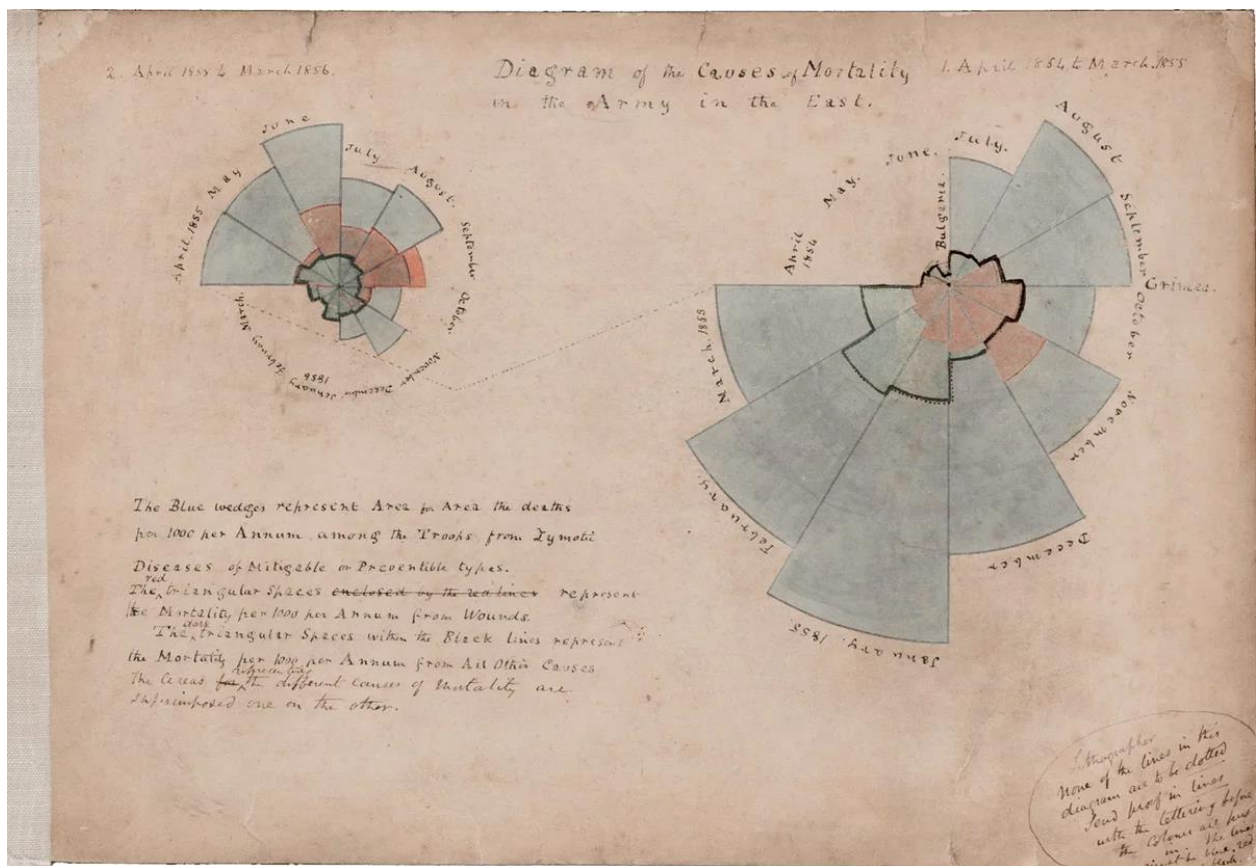 2. April 1855 to March 1856.
Diagram of the Causes of Mortality
in the Army in the East.
1. April 1854, to March. 1855
June
July
August.
September
October.
November
December
January
1856
February
March.
April. 1855
May
April
1854
May.
June.
July.
August
September
October
November
December
January. 1855.
February.
March. 1855
Bulgaria
Crimea.
The Blue wedges represent Area for Area the deaths
per 1000 per Annum among the Troops from Zymotic
Diseases of Mitigable or Preventible types.
The red triangular Spaces enclosed by the red lines represent
the Mortality per 1000 per Annum from Wounds.
The dark triangular Spaces within the Black lines represent
the Mortality per 1000 per Annum from All Other Causes
The Areas for representing the different Causes of Mortality are
Superimposed one on the other.
Lithographer
None of the lines in this
diagram are to be dotted
Send proof in lines
with the lettering before
the Colours are put
in. The lines
must be blue, red